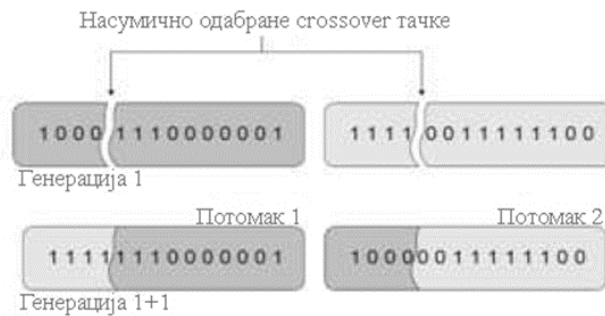 Насумично одабране crossover тачке
1000 1110000001 1111 0011111100
Генерација 1
Потомак 1 Потомак 2
11111110000001 10000011111100
Генерација 1+1